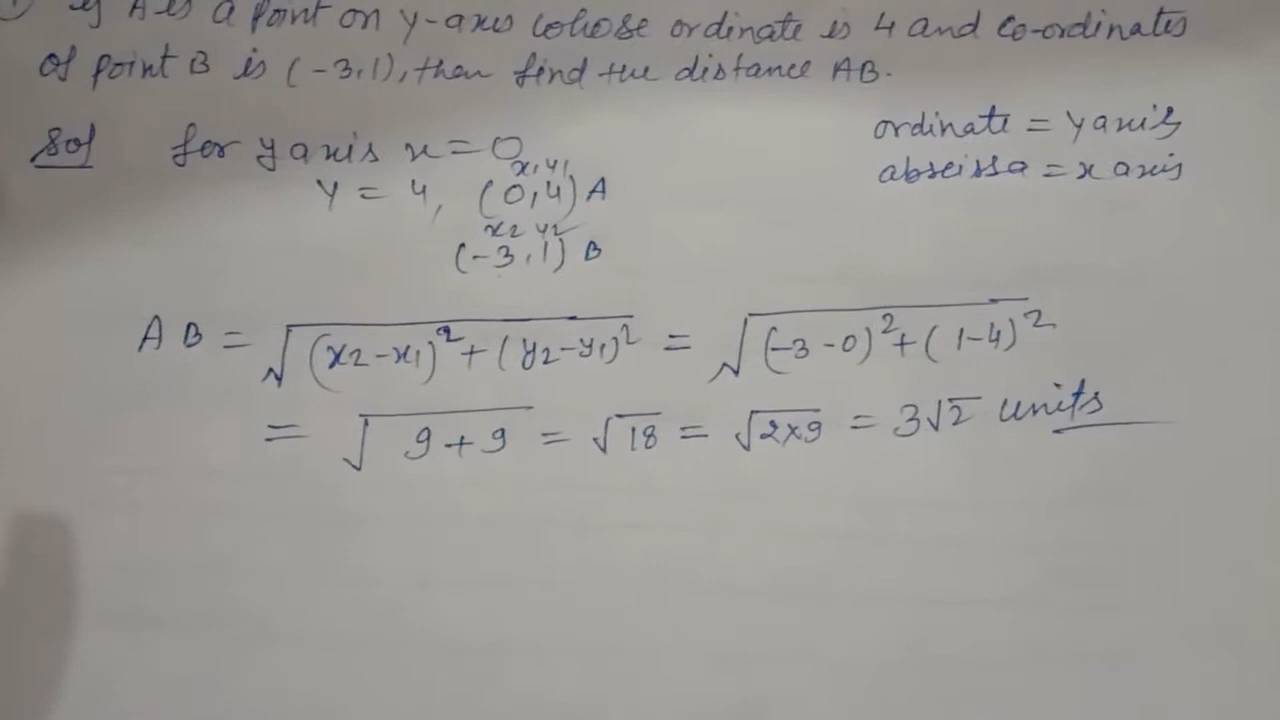 If A is a point on y-axis whose ordinate is 4 and co-ordinates
of point B is (-3,1), then find the distance AB.
Sol for y axis x=0
ordinate = y axis
abscissa = x axis
x1 y1
Y = 4, (0,4) A
x2 y2
(-3,1) B
AB = √(x2-x1)²+(y2-y1)² = √(-3-0)²+(1-4)²
= √9+9 = √18 = √2×9 = 3√2 units